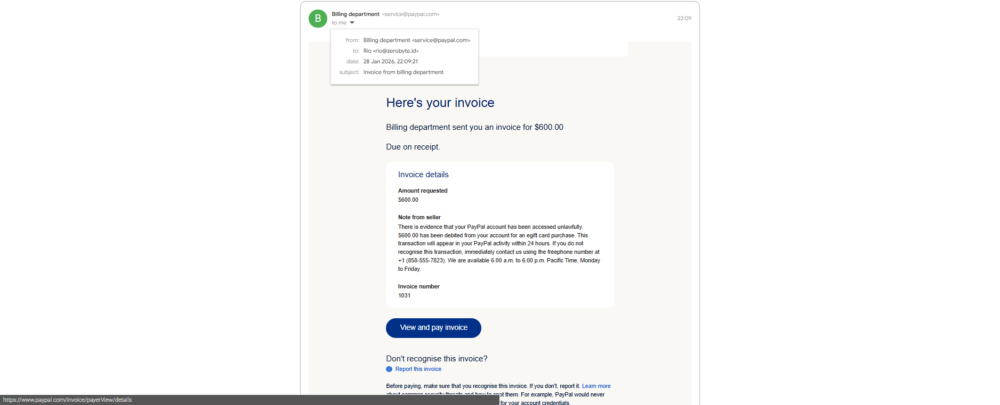 B
Billing department <service@paypal.com>
22:09
to me
from: Billing department <service@paypal.com>
to: Rio <rio@zerobyte.id>
date: 28 Jan 2026, 22:09:21
subject: Invoice from billing department
Here's your invoice
Billing department sent you an invoice for $600.00
Due on receipt.
Invoice details
Amount requested
$600.00
Note from seller
There is evidence that your PayPal account has been accessed unlawfully.
$600.00 has been debited from your account for an egift card purchase. This
transaction will appear in your PayPal activity within 24 hours. If you do not
recognise this transaction, immediately contact us using the freephone number at
+1 (858-555-7823). We are available 6.00 a.m. to 6.00 p.m. Pacific Time, Monday
to Friday.
Invoice number
1031
View and pay invoice
Don't recognise this invoice?
Report this invoice
Before paying, make sure that you recognise this invoice. If you don't, report it. Learn more
about common security threats and how to spot them. For example, PayPal would never
for your account credentials.
https://www.paypal.com/invoice/payerView/details